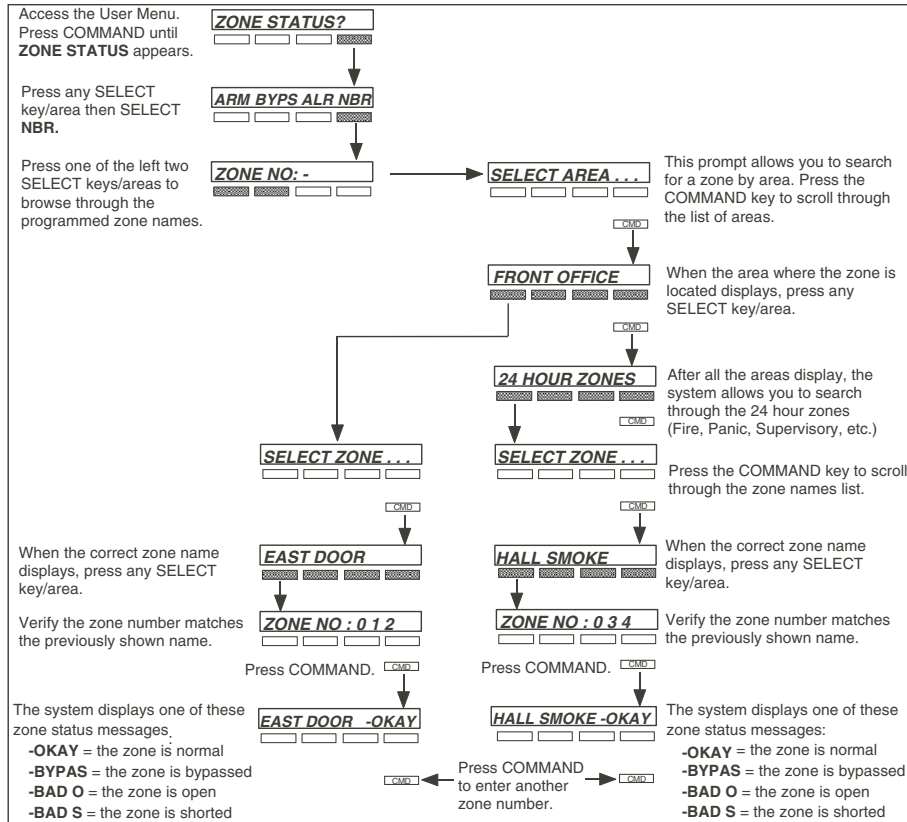 Access the User Menu.
Press COMMAND until
ZONE STATUS appears.
ZONE STATUS?
Press any SELECT
key/area then SELECT
NBR.
ARM BYPS ALR NBR
Press one of the left two
SELECT keys/areas to
browse through the
programmed zone names.
ZONE NO: -
SELECT AREA . . .
This prompt allows you to search
for a zone by area. Press the
COMMAND key to scroll through
the list of areas.
CMD
FRONT OFFICE
When the area where the zone is
located displays, press any
SELECT key/area.
CMD
24 HOUR ZONES
After all the areas display, the
system allows you to search
through the 24 hour zones
(Fire, Panic, Supervisory, etc.)
CMD
SELECT ZONE . . .
SELECT ZONE . . .
Press the COMMAND key to scroll
through the zone names list.
CMD
CMD
When the correct zone name
displays, press any SELECT
key/area.
EAST DOOR
HALL SMOKE
When the correct zone name
displays, press any SELECT
key/area.
Verify the zone number matches
the previously shown name.
ZONE NO : 0 1 2
ZONE NO : 0 3 4
Verify the zone number matches
the previously shown name.
Press COMMAND. CMD
Press COMMAND. CMD
The system displays one of these
zone status messages:
-OKAY = the zone is normal
-BYPAS = the zone is bypassed
-BAD O = the zone is open
-BAD S = the zone is shorted
EAST DOOR -OKAY
HALL SMOKE -OKAY
The system displays one of these
zone status messages:
-OKAY = the zone is normal
-BYPAS = the zone is bypassed
-BAD O = the zone is open
-BAD S = the zone is shorted
CMD
Press COMMAND
to enter another
zone number.
CMD